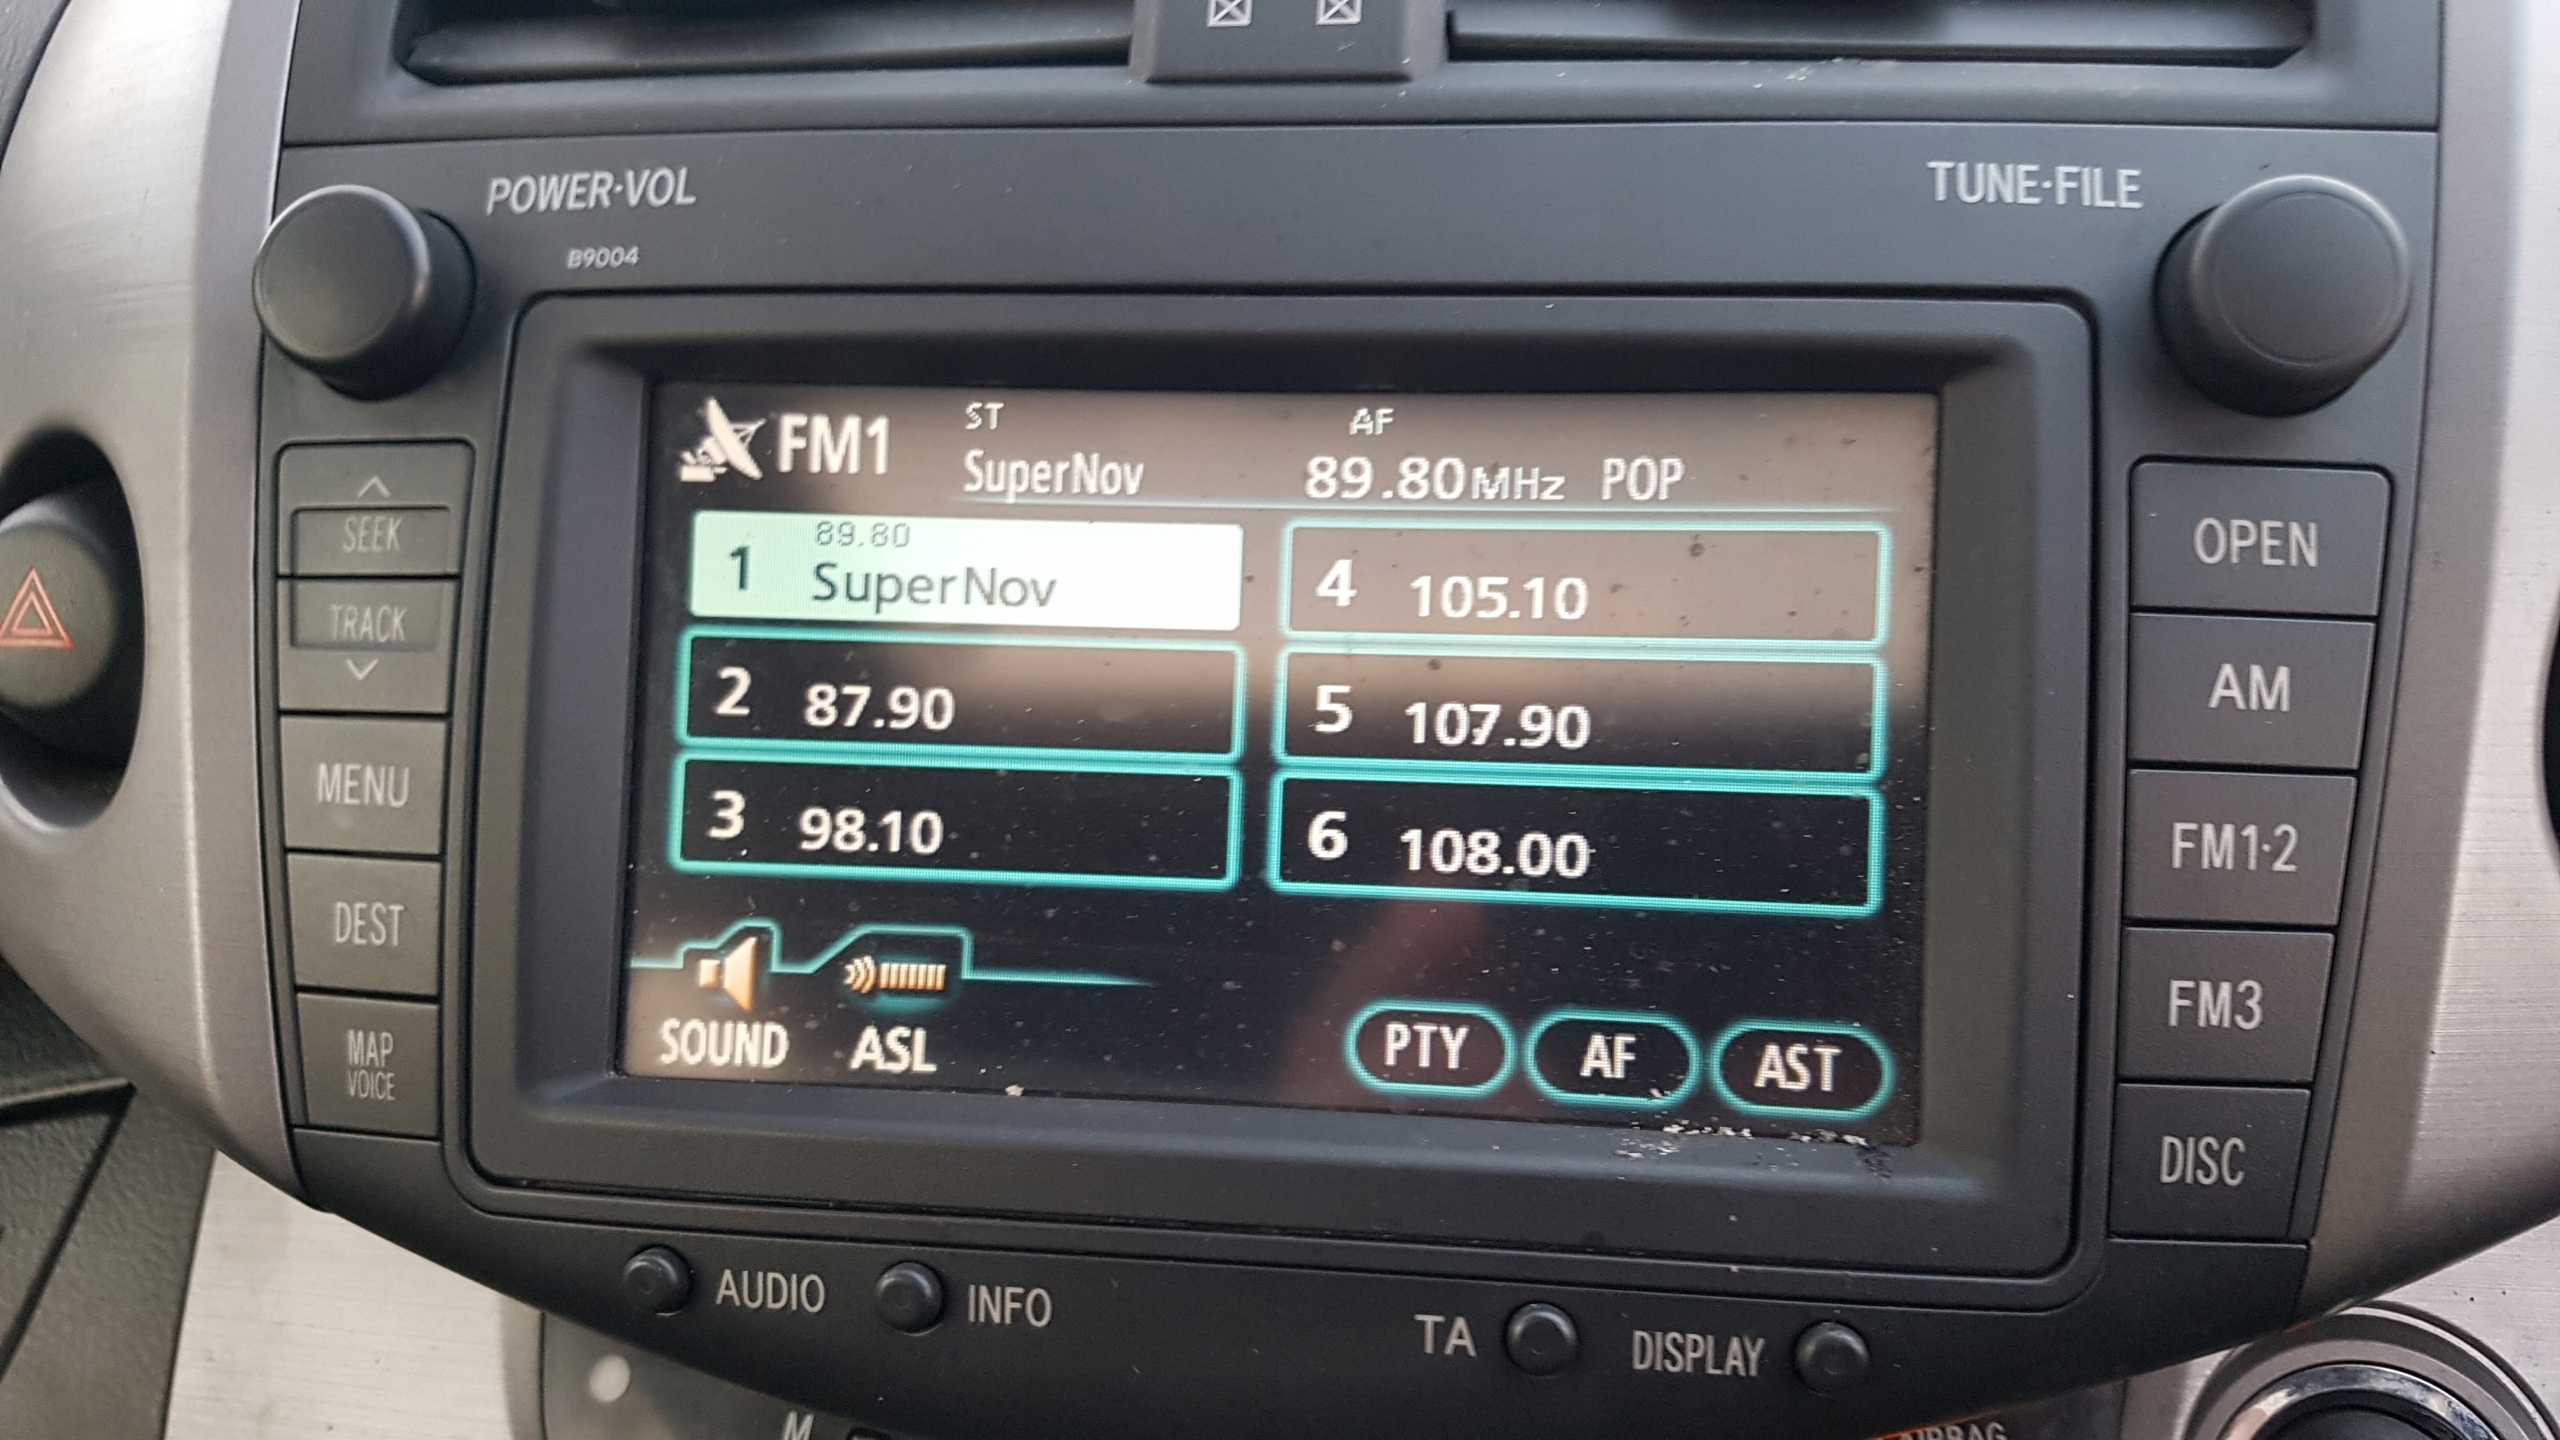 POWER·VOL
TUNE·FILE
B9004
FM1
ST
AF
SuperNov
89.80MHz POP
1
89.80
SuperNov
2 87.90
3 98.10
4 105.10
5 107.90
6 108.00
SOUND
ASL
PTY
AF
AST
SEEK
TRACK
MENU
DEST
MAP
VOICE
OPEN
AM
FM1·2
FM3
DISC
AUDIO
INFO
TA
DISPLAY
M
AIRBAG